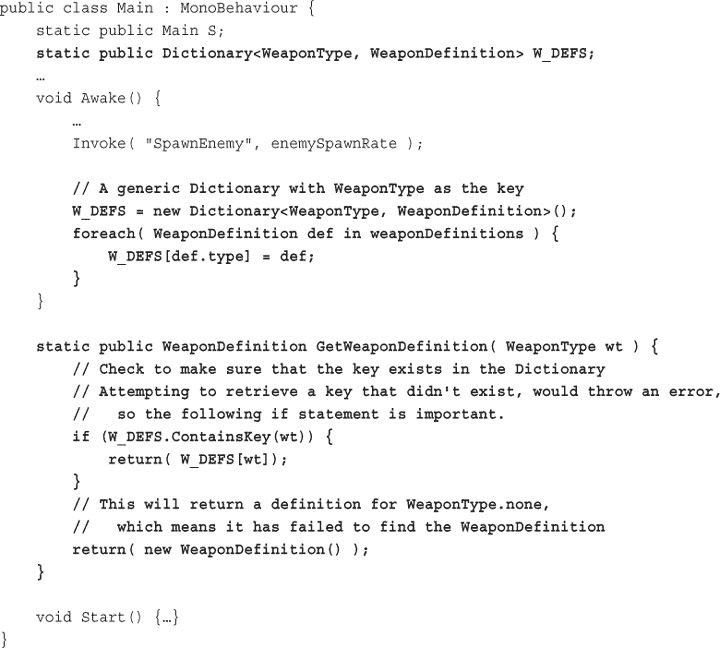 public class Main : MonoBehaviour {
    static public Main S;
    static public Dictionary<WeaponType, WeaponDefinition> W_DEFS;
    …
    void Awake() {
        …
        Invoke( "SpawnEnemy", enemySpawnRate );

        // A generic Dictionary with WeaponType as the key
        W_DEFS = new Dictionary<WeaponType, WeaponDefinition>();
        foreach( WeaponDefinition def in weaponDefinitions ) {
            W_DEFS[def.type] = def;
        }
    }

    static public WeaponDefinition GetWeaponDefinition( WeaponType wt ) {
        // Check to make sure that the key exists in the Dictionary
        // Attempting to retrieve a key that didn't exist, would throw an error,
        //   so the following if statement is important.
        if (W_DEFS.ContainsKey(wt)) {
            return( W_DEFS[wt]);
        }
        // This will return a definition for WeaponType.none,
        //   which means it has failed to find the WeaponDefinition
        return( new WeaponDefinition() );
    }

    void Start() {…}
}